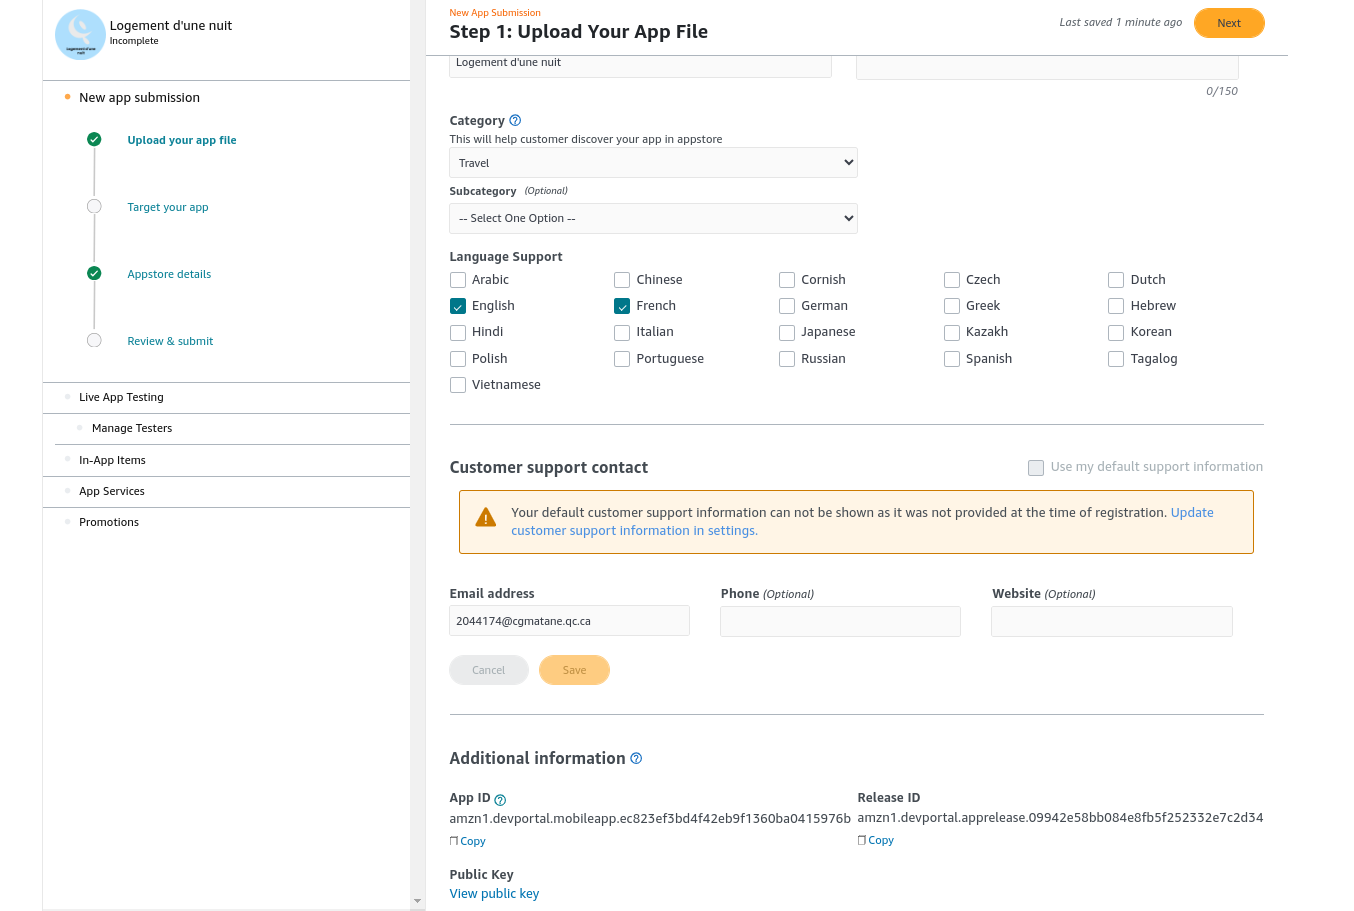 Logement d'une nuit
Incomplete
New app submission
Upload your app file
Target your app
Appstore details
Review & submit
Live App Testing
Manage Testers
In-App Items
App Services
Promotions
New App Submission
Step 1: Upload Your App File
Last saved 1 minute ago
Next
Logement d'une nuit
0/150
Category
This will help customer discover your app in appstore
Travel
Subcategory (Optional)
-- Select One Option --
Language Support
Arabic Chinese Cornish Czech Dutch
English French German Greek Hebrew
Hindi Italian Japanese Kazakh Korean
Polish Portuguese Russian Spanish Tagalog
Vietnamese
Customer support contact
Use my default support information
Your default customer support information can not be shown as it was not provided at the time of registration. Update
customer support information in settings.
Email address Phone (Optional) Website (Optional)
2044174@cgmatane.qc.ca
Cancel Save
Additional information
App ID Release ID
amzn1.devportal.mobileapp.ec823ef3bd4f42eb9f1360ba0415976b amzn1.devportal.apprelease.09942e58bb084e8fb5f252332e7c2d34
Copy Copy
Public Key
View public key